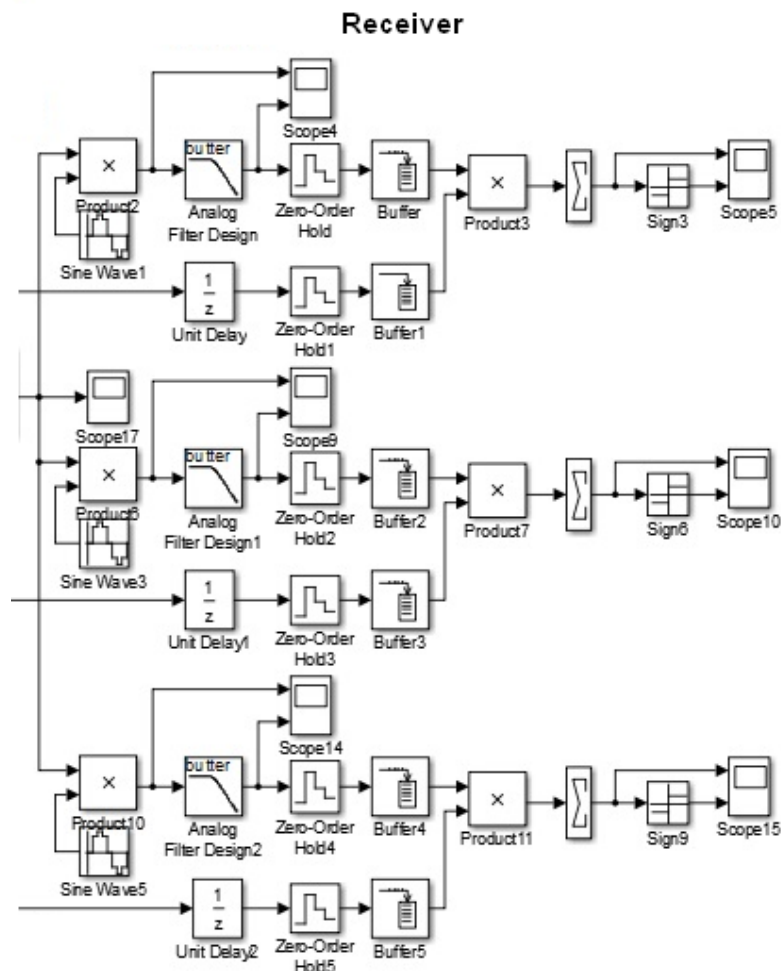 Receiver
Scope4
×
Product2
butter
Analog
Filter Design
Zero-Order
Hold
Buffer
×
Product3
Σ
Sign3
Scope5
Sine Wave1
1
z
Unit Delay
Zero-Order
Hold1
Buffer1
Scope17
Scope9
×
Product6
butter
Analog
Filter Design1
Zero-Order
Hold2
Buffer2
×
Product7
Σ
Sign6
Scope10
Sine Wave3
1
z
Unit Delay1
Zero-Order
Hold3
Buffer3
Scope14
×
Product10
butter
Analog
Filter Design2
Zero-Order
Hold4
Buffer4
×
Product11
Σ
Sign9
Scope15
Sine Wave5
1
z
Unit Delay2
Zero-Order
Hold5
Buffer5